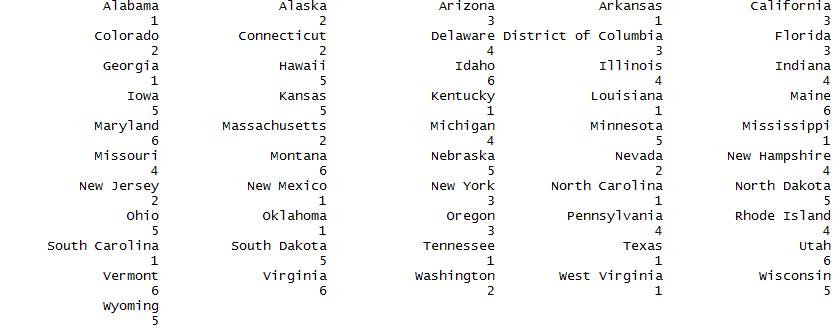 Alabama Alaska Arizona Arkansas California
1 2 3 1 3
Colorado Connecticut Delaware District of Columbia Florida
2 2 4 3 3
Georgia Hawaii Idaho Illinois Indiana
1 5 6 4 4
Iowa Kansas Kentucky Louisiana Maine
5 5 1 1 6
Maryland Massachusetts Michigan Minnesota Mississippi
6 2 4 5 1
Missouri Montana Nebraska Nevada New Hampshire
4 6 5 2 4
New Jersey New Mexico New York North Carolina North Dakota
2 1 3 1 5
Ohio Oklahoma Oregon Pennsylvania Rhode Island
5 1 3 4 4
South Carolina South Dakota Tennessee Texas Utah
1 5 1 1 6
Vermont Virginia Washington West Virginia Wisconsin
6 6 2 1 5
Wyoming
5